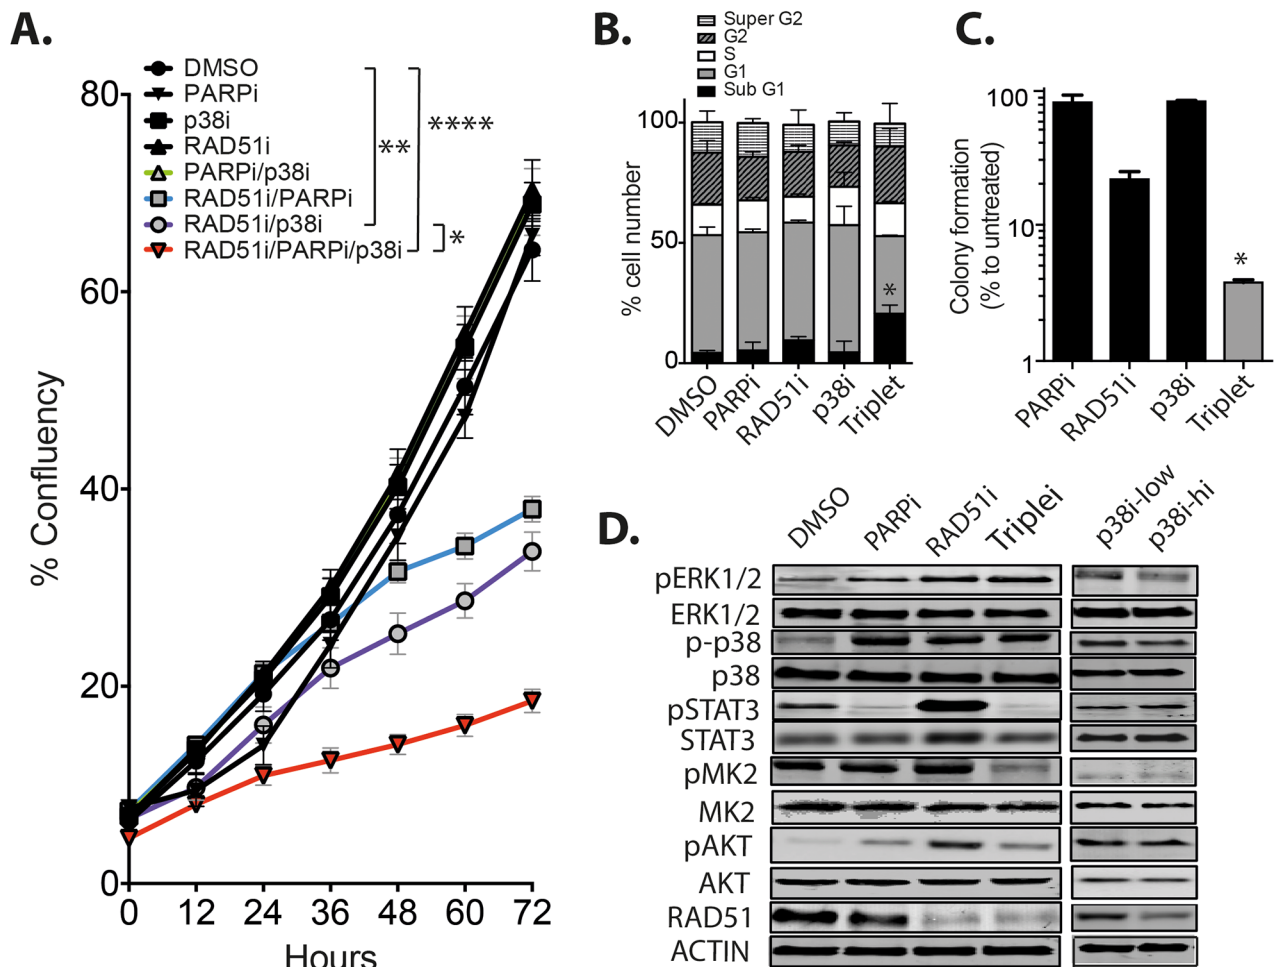 A.
DMSO
PARPi
p38i
RAD51i
PARPi/p38i
RAD51i/PARPi
RAD51i/p38i
RAD51i/PARPi/p38i
**
****
*
80
60
40
20
0
% Confluency
0 12 24 36 48 60 72
Hours
B.
Super G2
G2
S
G1
Sub G1
100
50
0
% cell number
*
DMSO PARPi RAD51i p38i Triplet
C.
100
10
1
Colony formation
(% to untreated)
*
PARPi RAD51i p38i Triplet
D.
DMSO PARPi RAD51i Triplei p38i-low p38i-hi
pERK1/2
ERK1/2
p-p38
p38
pSTAT3
STAT3
pMK2
MK2
pAKT
AKT
RAD51
ACTIN